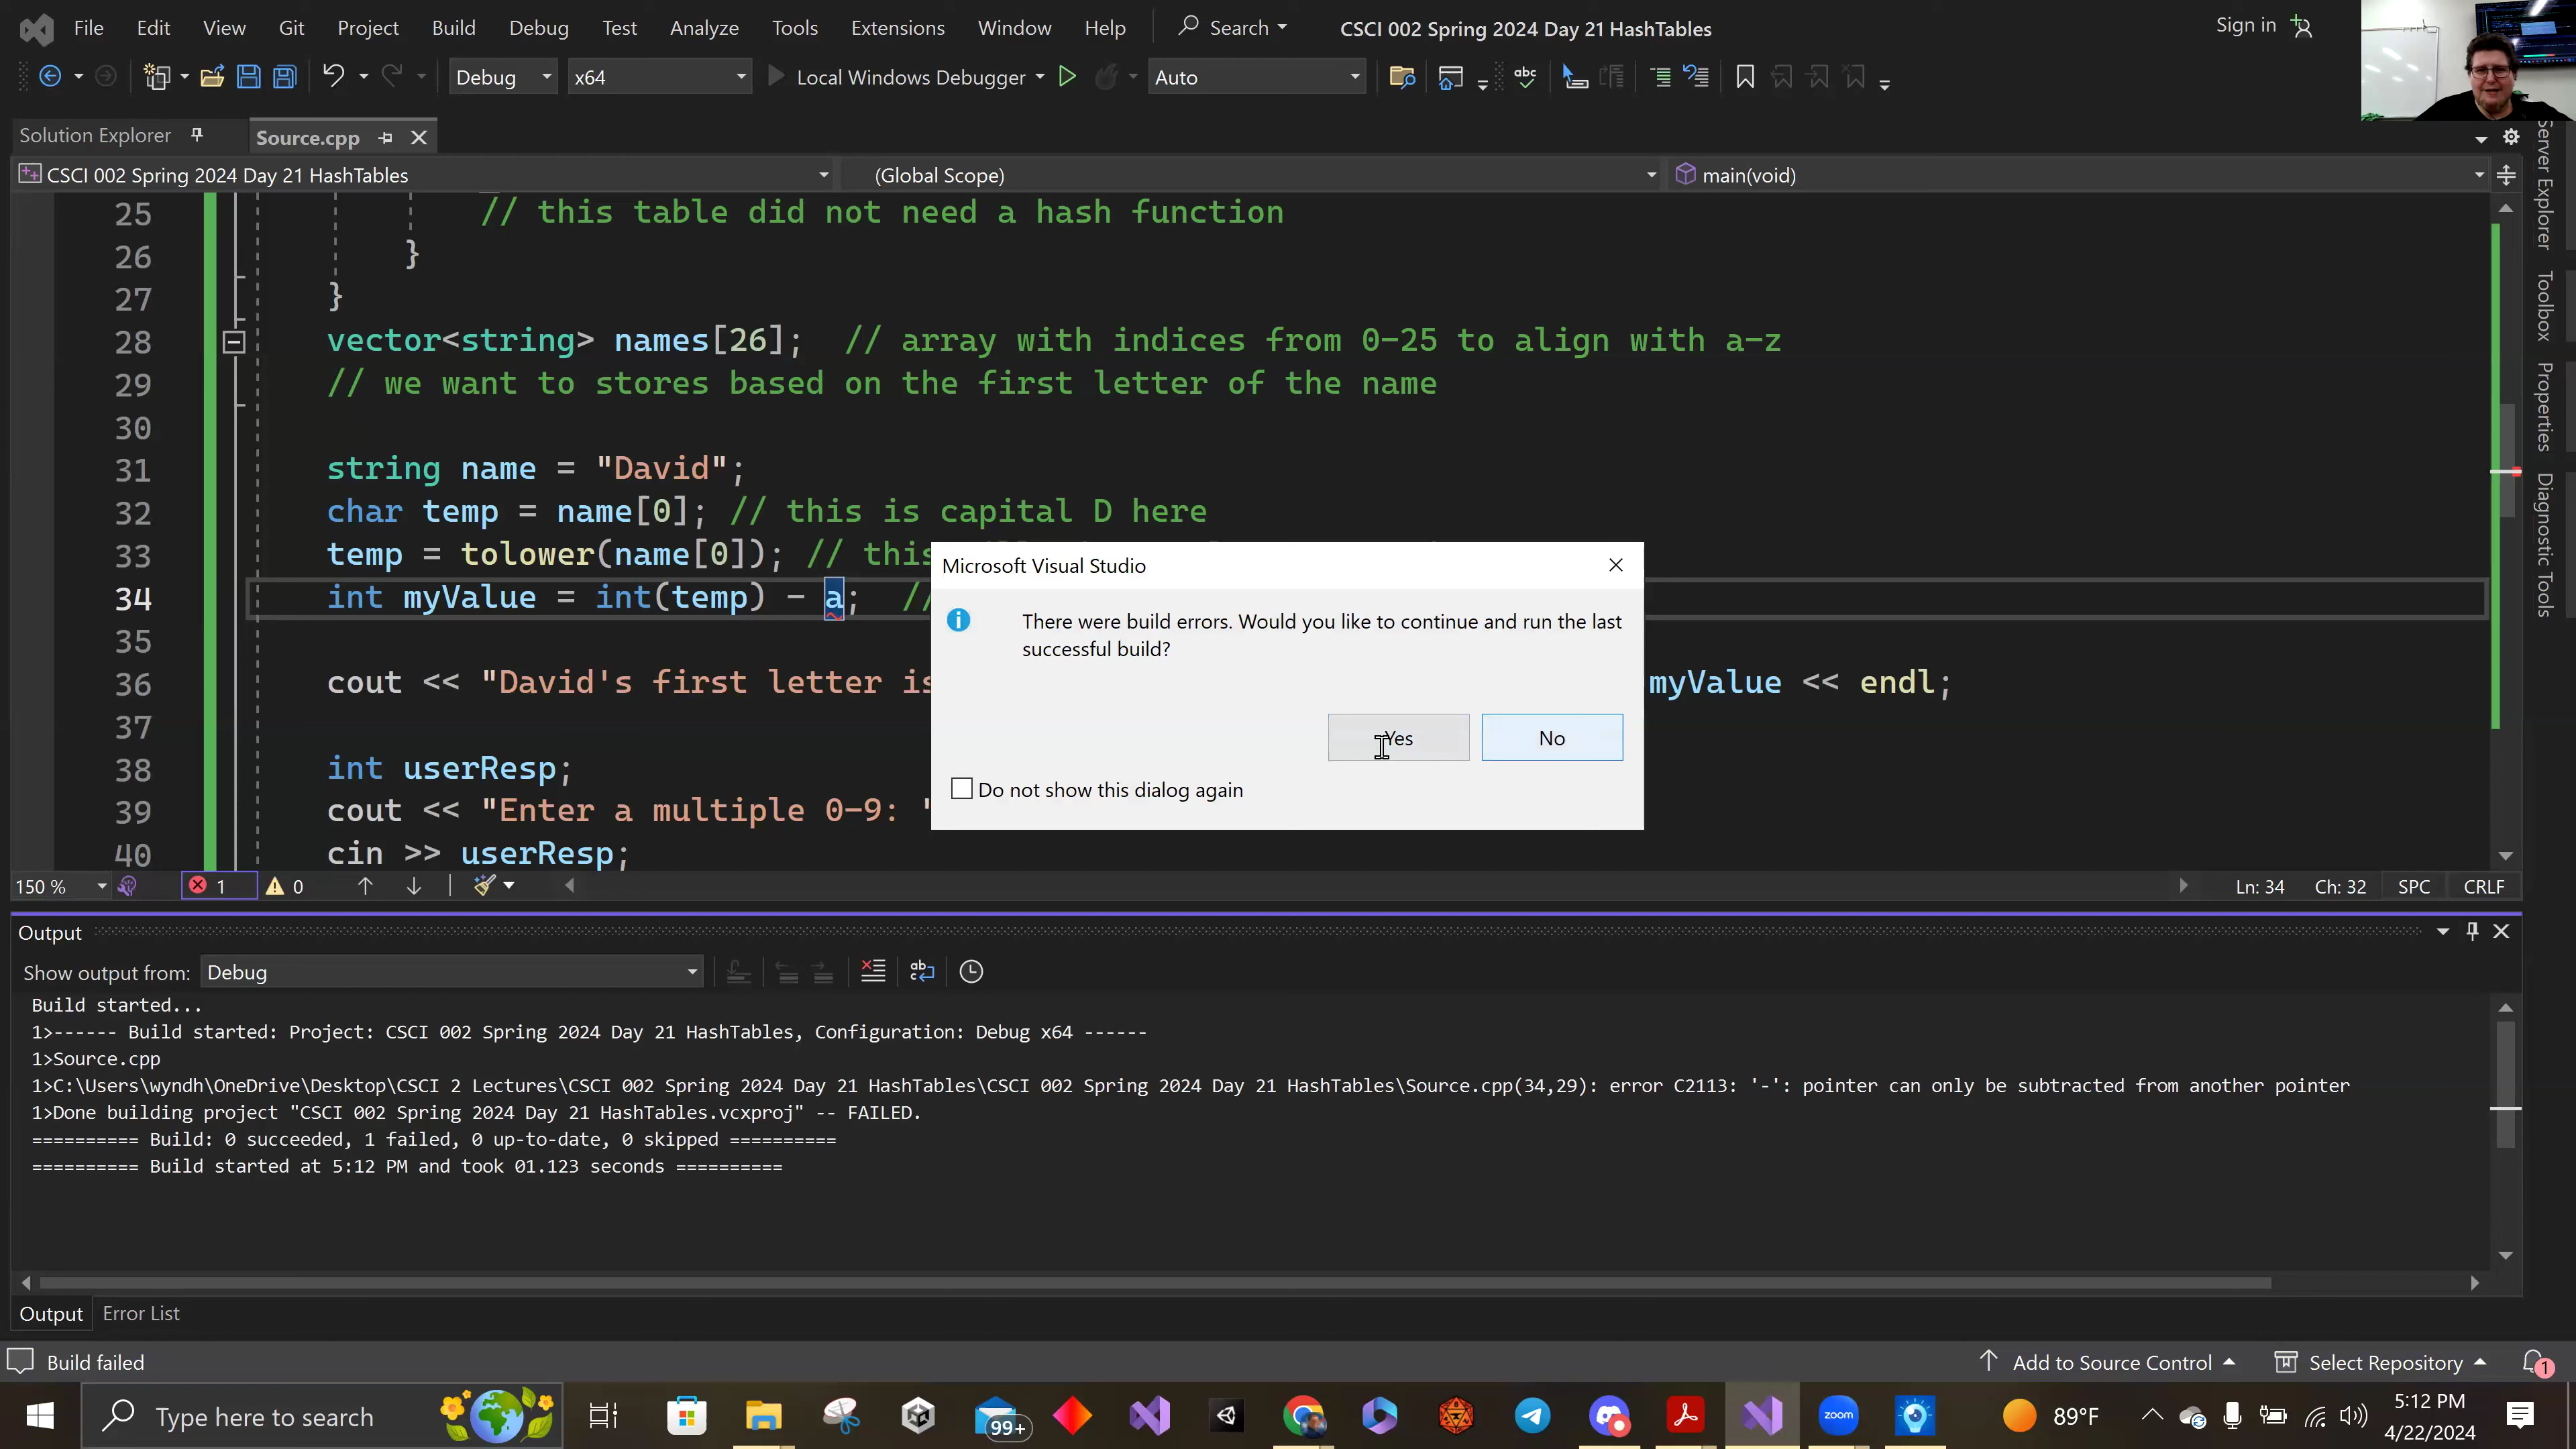 File Edit View Git Project Build Debug Test Analyze Tools Extensions Window Help Search CSCI 002 Spring 2024 Day 21 HashTables Sign in
Debug x64 Local Windows Debugger Auto
Solution Explorer Source.cpp
CSCI 002 Spring 2024 Day 21 HashTables (Global Scope) main(void)
25 // this table did not need a hash function
26 }
27 }
28 vector<string> names[26]; // array with indices from 0-25 to align with a-z
29 // we want to stores based on the first letter of the name
30
31 string name = "David";
32 char temp = name[0]; // this is capital D here
33 temp = tolower(name[0]); // this
34 int myValue = int(temp) - a; //
35
36 cout << "David's first letter is myValue << endl;
37
38 int userResp;
39 cout << "Enter a multiple 0-9: "
40 cin >> userResp;
Microsoft Visual Studio
There were build errors. Would you like to continue and run the last
successful build?
Yes No
Do not show this dialog again
Server Explorer
Toolbox
Properties
Diagnostic Tools
150 % 1 0 Ln: 34 Ch: 32 SPC CRLF
Output
Show output from: Debug
Build started...
1>------ Build started: Project: CSCI 002 Spring 2024 Day 21 HashTables, Configuration: Debug x64 ------
1>Source.cpp
1>C:\Users\wyndh\OneDrive\Desktop\CSCI 2 Lectures\CSCI 002 Spring 2024 Day 21 HashTables\CSCI 002 Spring 2024 Day 21 HashTables\Source.cpp(34,29): error C2113: '-': pointer can only be subtracted from another pointer
1>Done building project "CSCI 002 Spring 2024 Day 21 HashTables.vcxproj" -- FAILED.
========== Build: 0 succeeded, 1 failed, 0 up-to-date, 0 skipped ==========
========== Build started at 5:12 PM and took 01.123 seconds ==========
Output Error List
Build failed Add to Source Control Select Repository 1
Type here to search 99+ zoom 89°F 5:12 PM
4/22/2024